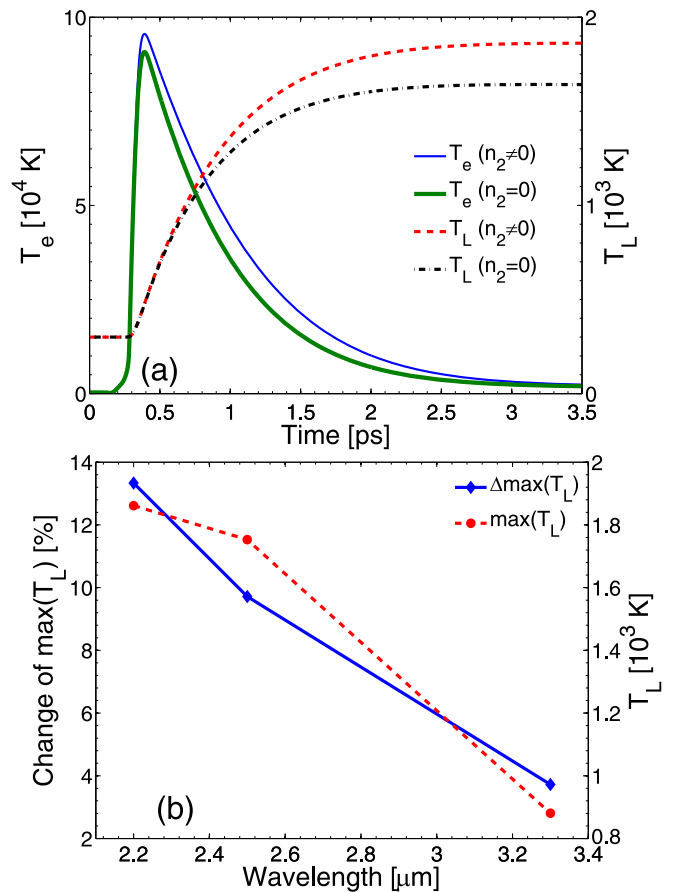 10
5
0
T_e [10^4 K]
2
1
0
T_L [10^3 K]
T_e (n_2≠0)
T_e (n_2=0)
T_L (n_2≠0)
T_L (n_2=0)
(a)
0 0.5 1 1.5 2 2.5 3 3.5
Time [ps]
14
12
10
8
6
4
2
Change of max(T_L) [%]
2
1.8
1.6
1.4
1.2
1
0.8
T_L [10^3 K]
Δmax(T_L)
max(T_L)
(b)
2.2 2.4 2.6 2.8 3 3.2 3.4
Wavelength [μm]